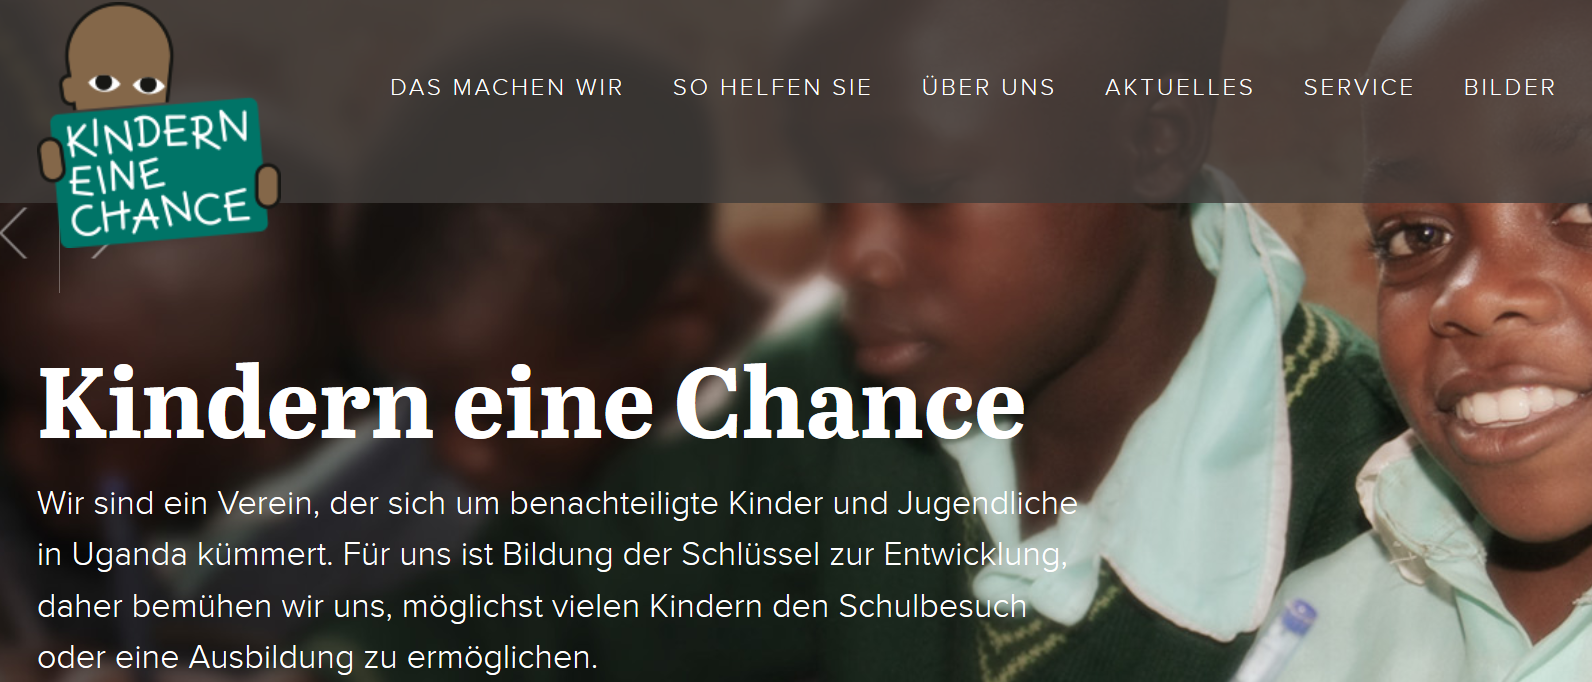 KINDERN
EINE
CHANCE
DAS MACHEN WIR SO HELFEN SIE ÜBER UNS AKTUELLES SERVICE BILDER
Kindern eine Chance
Wir sind ein Verein, der sich um benachteiligte Kinder und Jugendliche
in Uganda kümmert. Für uns ist Bildung der Schlüssel zur Entwicklung,
daher bemühen wir uns, möglichst vielen Kindern den Schulbesuch
oder eine Ausbildung zu ermöglichen.